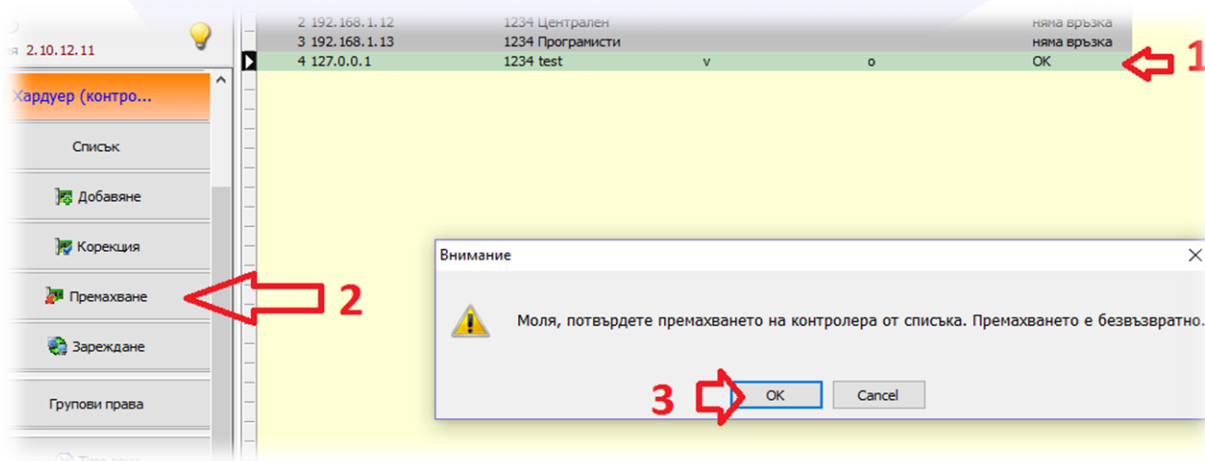 2 192.168.1.12 1234 Централен няма връзка
3 192.168.1.13 1234 Програмисти няма връзка
4 127.0.0.1 1234 test v o OK
1
2.10.12.11
Хардуер (контро...
Списък
Добавяне
Корекция
Премахване
2
Зареждане
Групови права
Внимание
Моля, потвърдете премахването на контролера от списъка. Премахването е безвъзвратно.
3
OK
Cancel